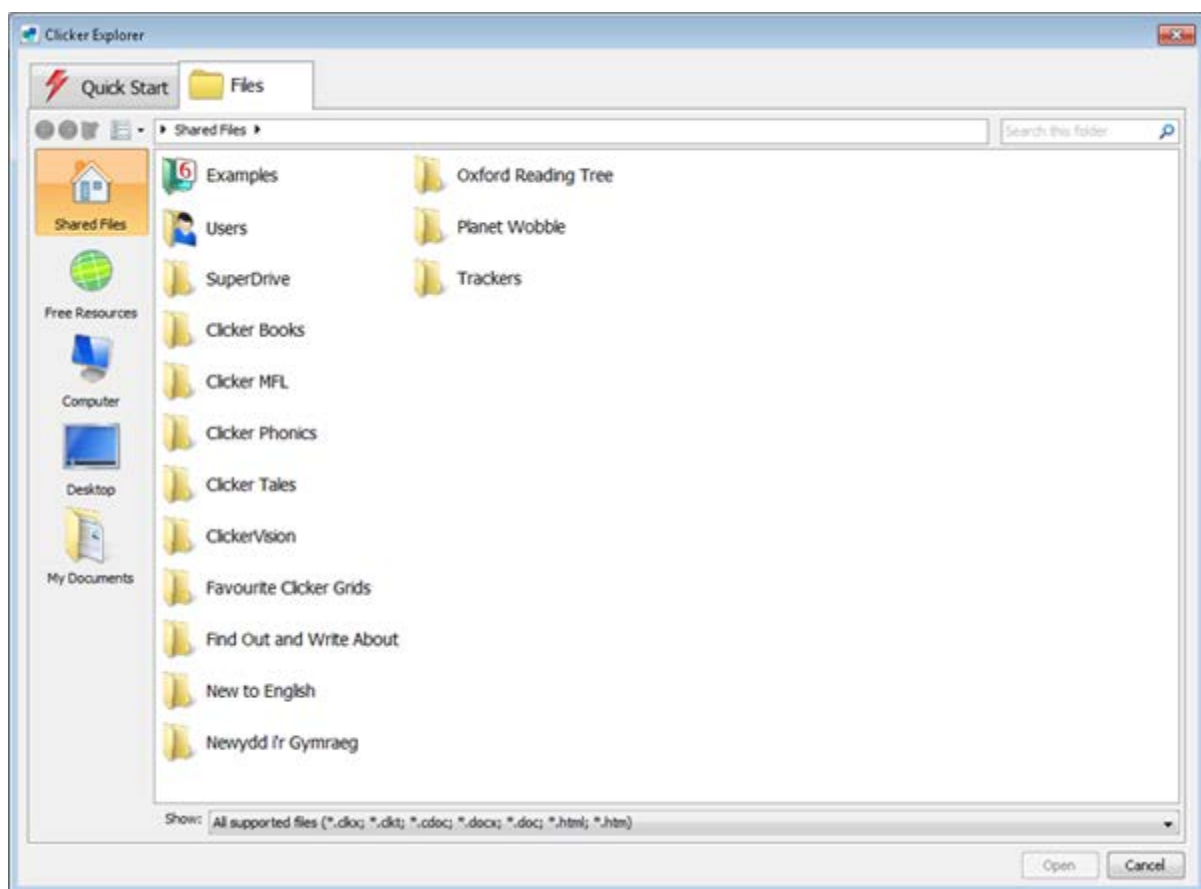 Clicker Explorer
Quick Start
Files
Shared Files
Search this folder
Shared Files
Free Resources
Computer
Desktop
My Documents
6
Examples
Users
SuperDrive
Clicker Books
Clicker MFL
Clicker Phonics
Clicker Tales
ClickerVision
Favourite Clicker Grids
Find Out and Write About
New to English
Newydd i'r Gymraeg
Oxford Reading Tree
Planet Wobble
Trackers
Show: All supported files (*.clkx; *.clkt; *.cdoc; *.docx; *.doc; *.html; *.htm)
Open
Cancel